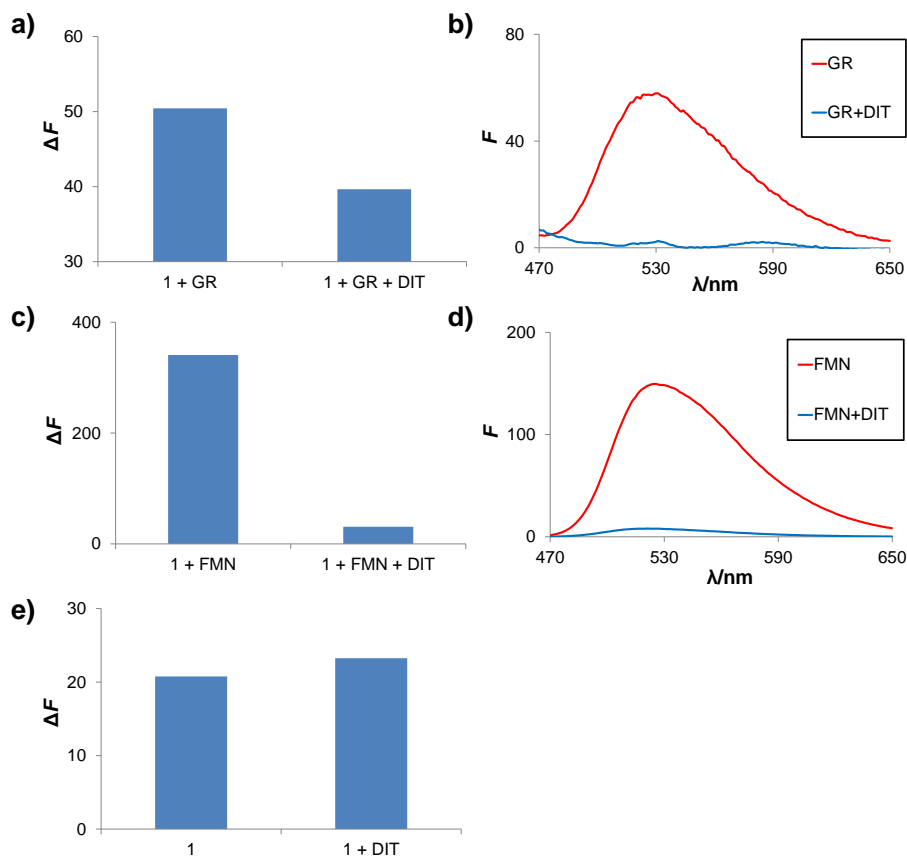 a)
60
50
40
30
ΔF
1 + GR
1 + GR + DIT
b)
80
40
0
F
470
530
590
650
λ/nm
GR
GR+DIT
c)
400
200
0
ΔF
1 + FMN
1 + FMN + DIT
d)
200
100
0
F
470
530
590
650
λ/nm
FMN
FMN+DIT
e)
30
20
10
0
ΔF
1
1 + DIT